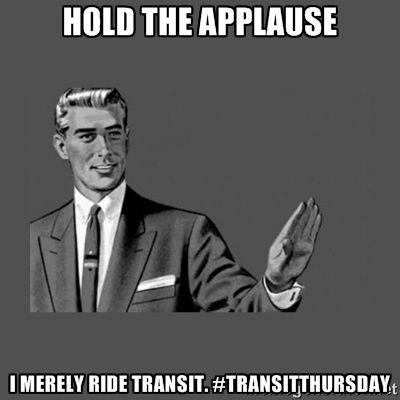 HOLD THE APPLAUSE
I MERELY RIDE TRANSIT. #TRANSITTHURSDAY